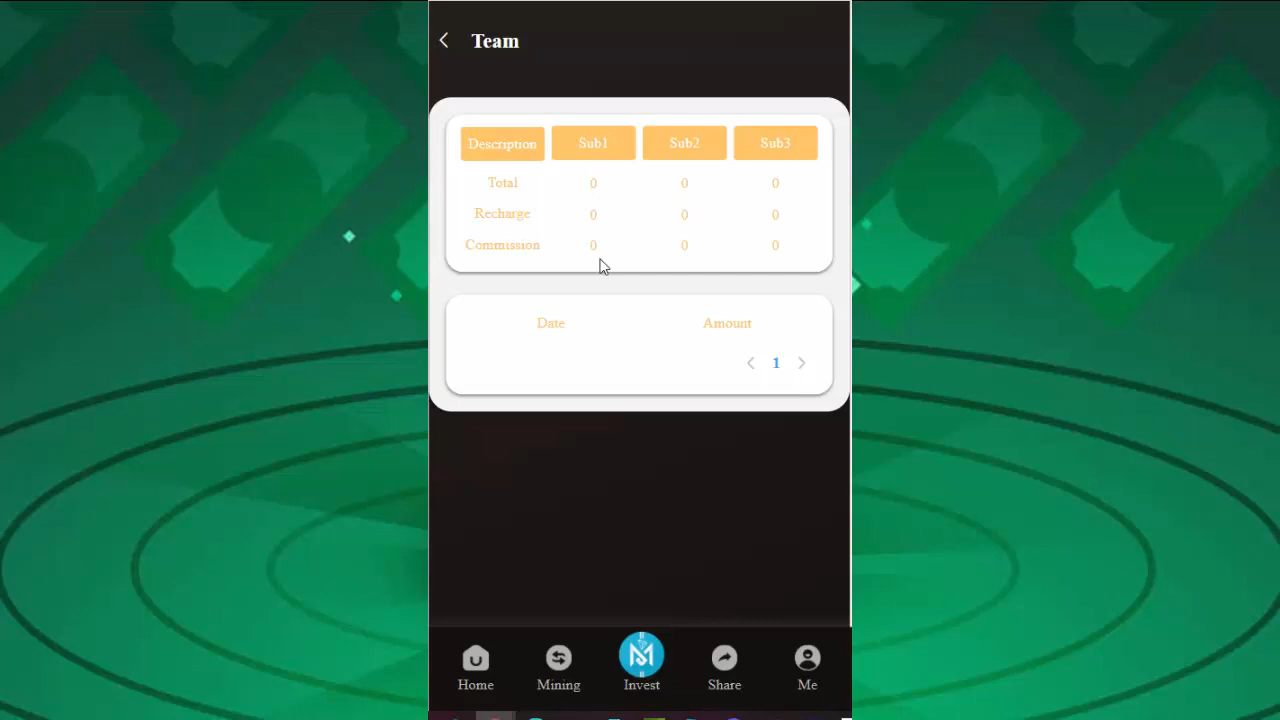 Team
Description Sub1 Sub2 Sub3
Total 0 0 0
Recharge 0 0 0
Commission 0 0 0
Date Amount
1
Home Mining Invest Share Me